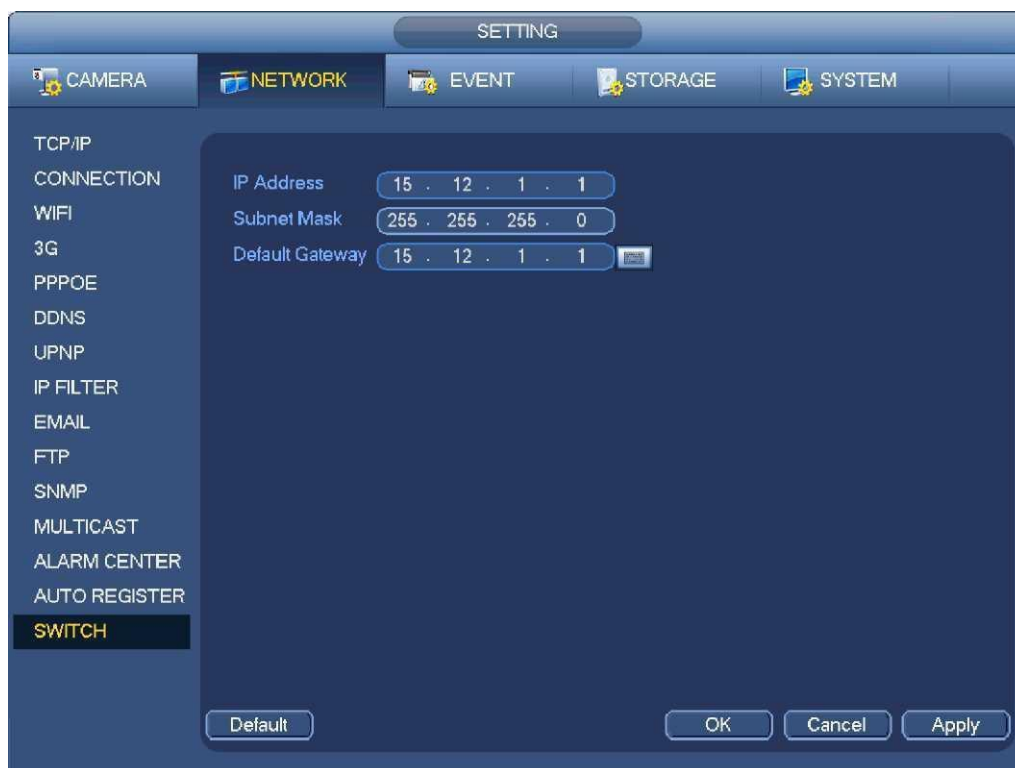 SETTING
CAMERA NETWORK EVENT STORAGE SYSTEM
TCP/IP
CONNECTION
WIFI
3G
PPPOE
DDNS
UPNP
IP FILTER
EMAIL
FTP
SNMP
MULTICAST
ALARM CENTER
AUTO REGISTER
SWITCH
IP Address 15 . 12 . 1 . 1
Subnet Mask 255 . 255 . 255 . 0
Default Gateway 15 . 12 . 1 . 1
Default OK Cancel Apply